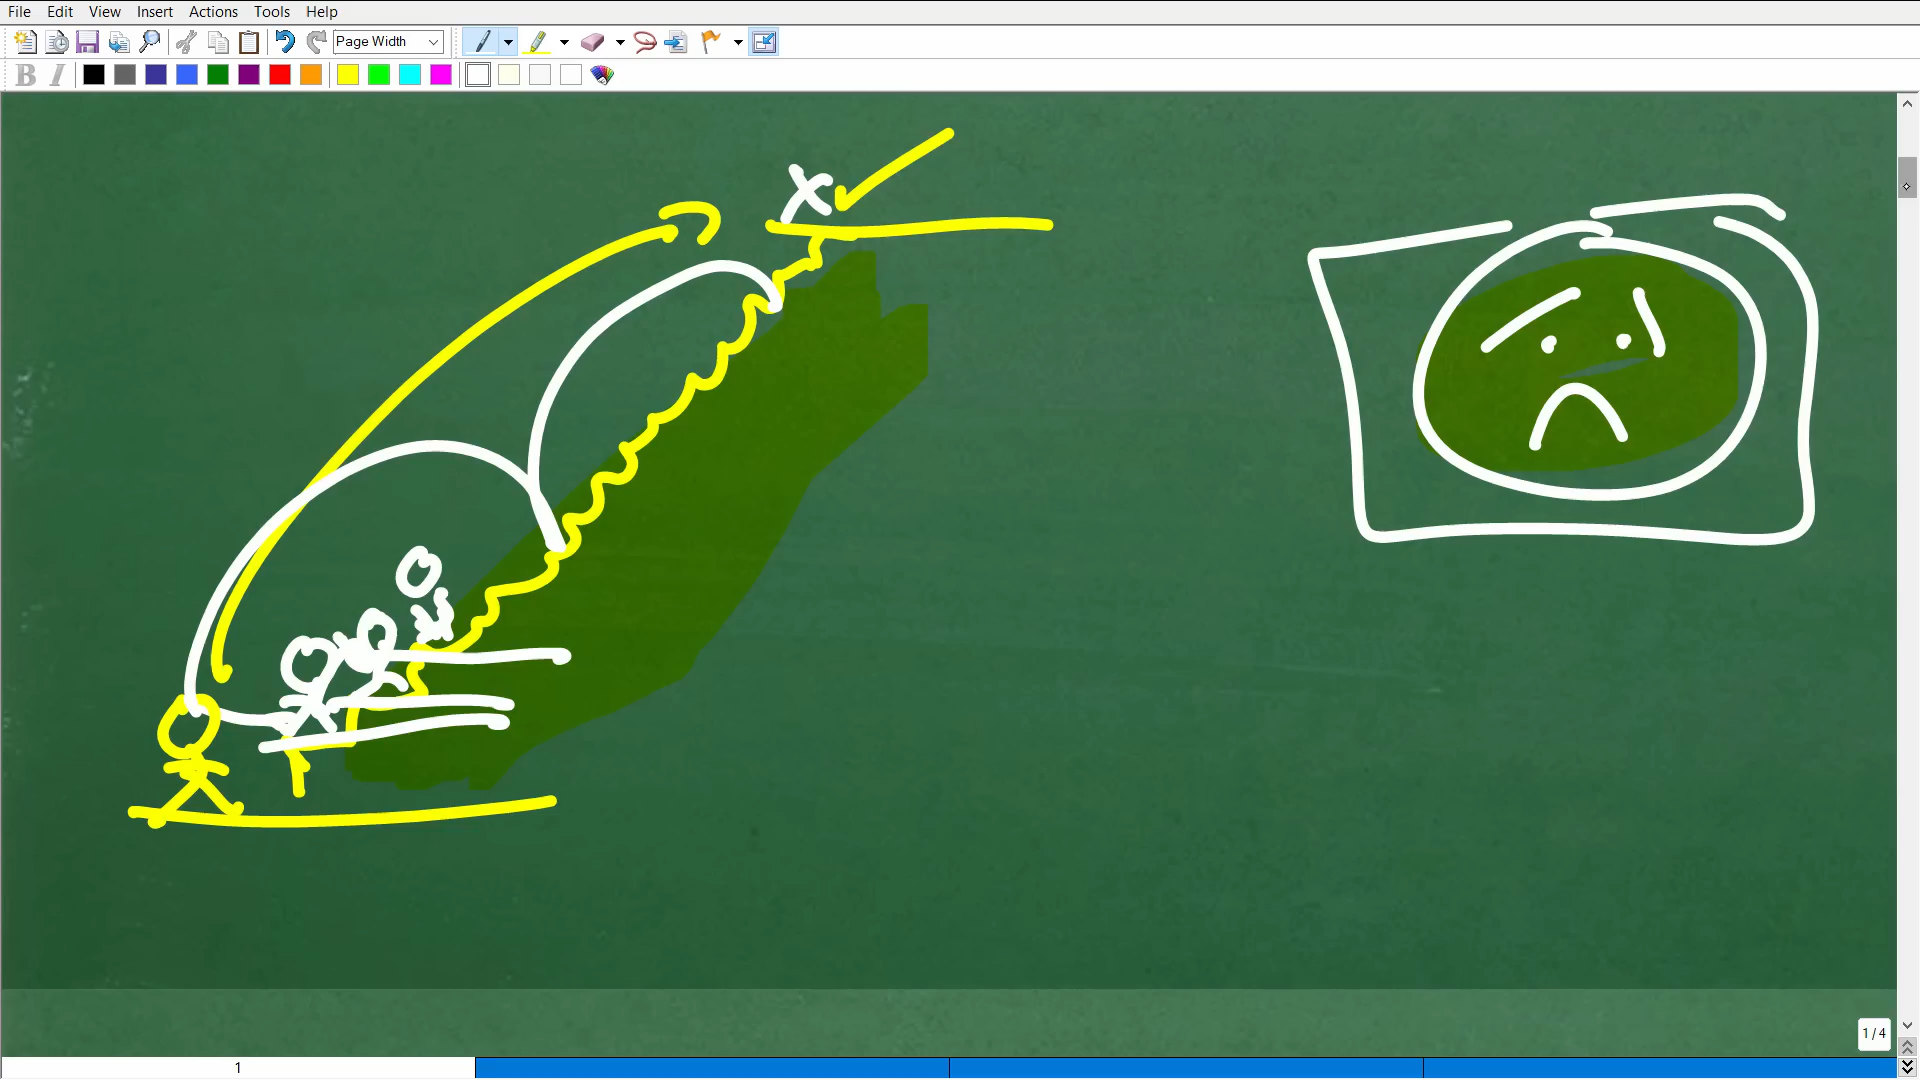 File Edit View Insert Actions Tools Help
Page Width
B I
x
1 / 4
1